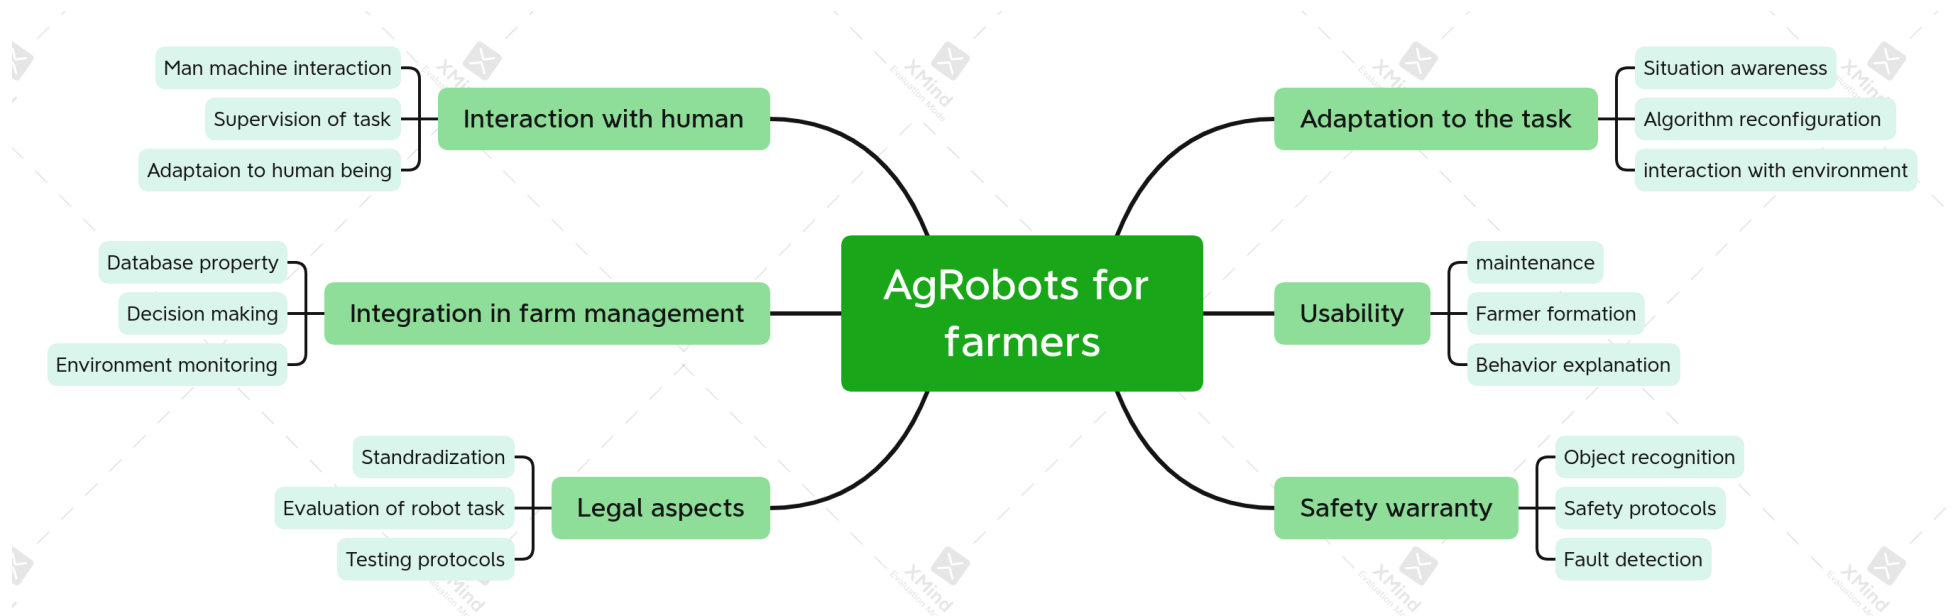 AgRobots for
farmers
Interaction with human
Man machine interaction
Supervision of task
Adaptaion to human being
Integration in farm management
Database property
Decision making
Environment monitoring
Legal aspects
Standradization
Evaluation of robot task
Testing protocols
Adaptation to the task
Situation awareness
Algorithm reconfiguration
interaction with environment
Usability
maintenance
Farmer formation
Behavior explanation
Safety warranty
Object recognition
Safety protocols
Fault detection
XMind
Evaluation Mode